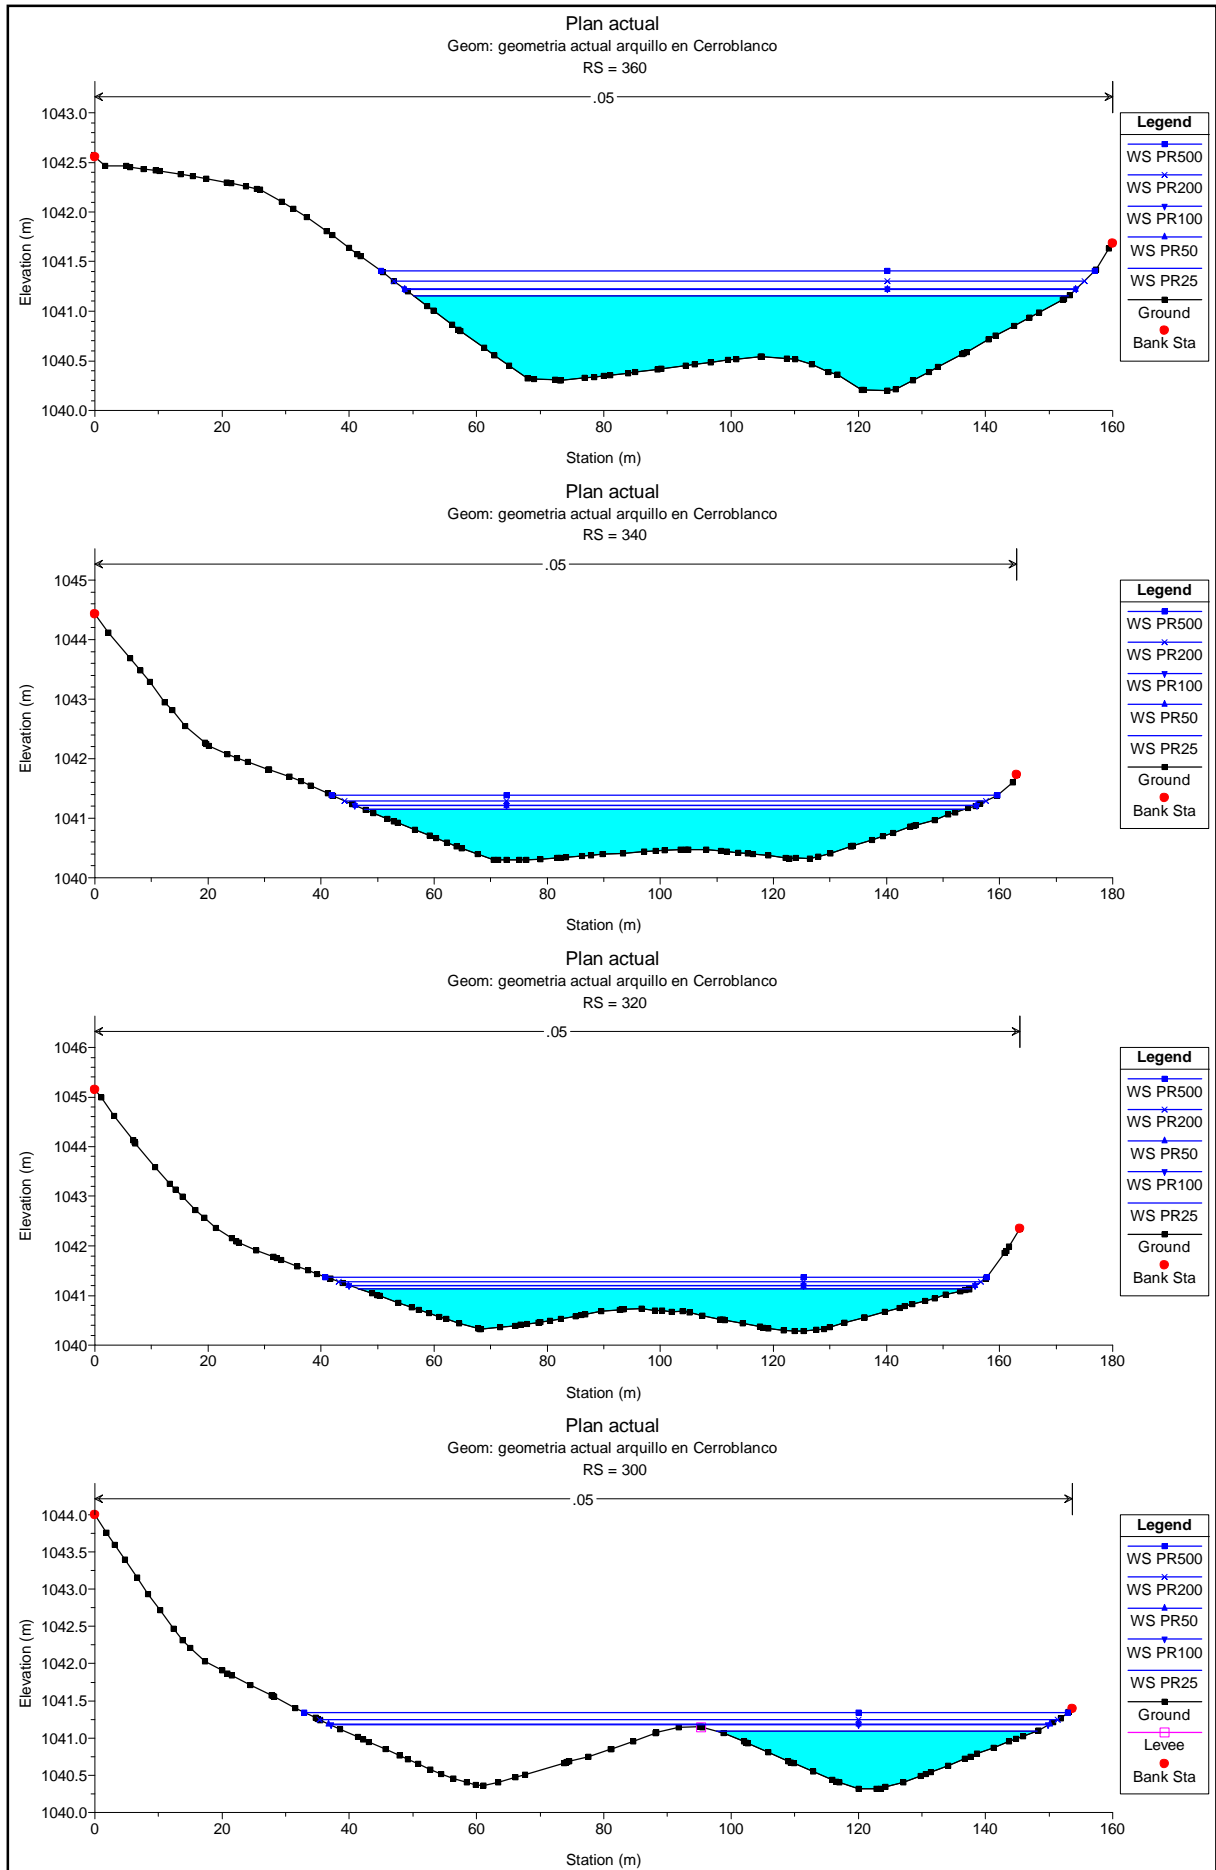 Plan actual
Geom: geometria actual arquillo en Cerroblanco
RS = 360
.05
1043.0
1042.5
1042.0
1041.5
1041.0
1040.5
1040.0
Elevation (m)
0 20 40 60 80 100 120 140 160
Station (m)
Legend
WS PR500
WS PR200
WS PR100
WS PR50
WS PR25
Ground
Bank Sta
Plan actual
Geom: geometria actual arquillo en Cerroblanco
RS = 340
.05
1045
1044
1043
1042
1041
1040
Elevation (m)
0 20 40 60 80 100 120 140 160 180
Station (m)
Legend
WS PR500
WS PR200
WS PR100
WS PR50
WS PR25
Ground
Bank Sta
Plan actual
Geom: geometria actual arquillo en Cerroblanco
RS = 320
.05
1046
1045
1044
1043
1042
1041
1040
Elevation (m)
0 20 40 60 80 100 120 140 160 180
Station (m)
Legend
WS PR500
WS PR200
WS PR50
WS PR100
WS PR25
Ground
Bank Sta
Plan actual
Geom: geometria actual arquillo en Cerroblanco
RS = 300
.05
1044.0
1043.5
1043.0
1042.5
1042.0
1041.5
1041.0
1040.5
1040.0
Elevation (m)
0 20 40 60 80 100 120 140 160
Station (m)
Legend
WS PR500
WS PR200
WS PR50
WS PR100
WS PR25
Ground
Levee
Bank Sta